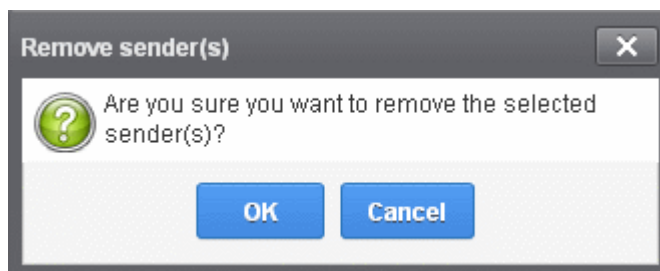 Remove sender(s)
Are you sure you want to remove the selected
sender(s)?
OK Cancel